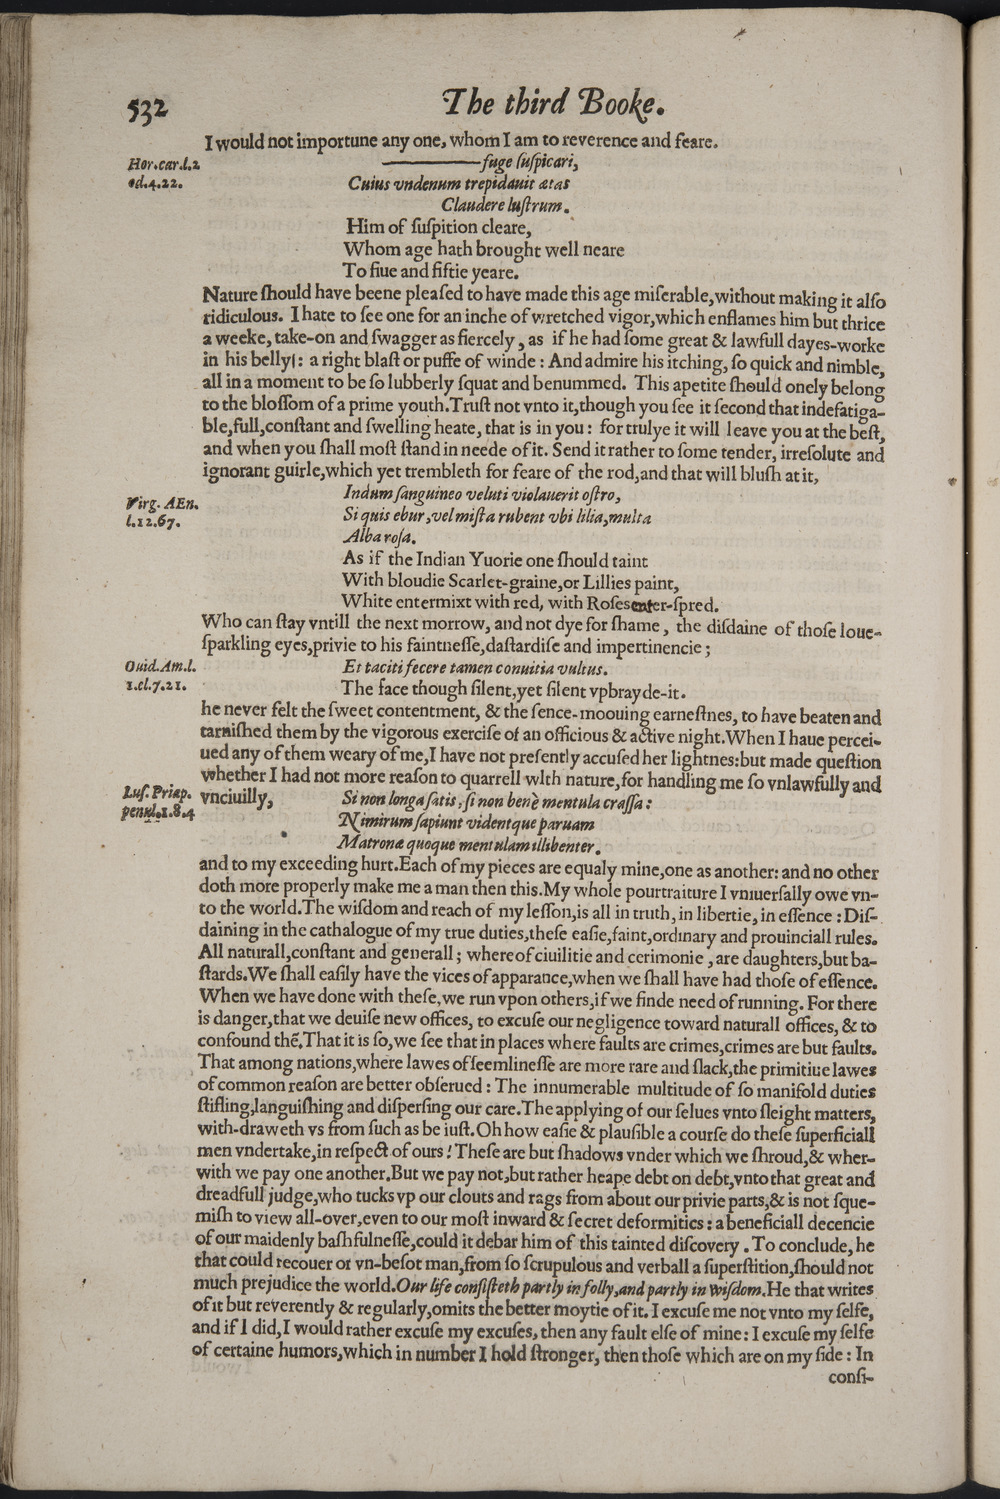 532
The third Booke.
I would not importune any one, whom I am to reverence and feare.
Hor.car.l.2
od.4.22.
————fuge ſuſpicari,
Cuius vndenum trepidauit ætas
Claudere luſtrum.
Him of ſuſpition cleare,
Whom age hath brought well neare
To fiue and fiftie yeare.
Nature ſhould have beene pleaſed to have made this age miſerable, without making it alſo
ridiculous. I hate to ſee one for an inche of wretched vigor, which enflames him but thrice
a weeke, take-on and ſwagger as fiercely, as if he had ſome great & lawfull dayes-worke
in his belly: a right blaſt or puffe of winde: And admire his itching, ſo quick and nimble,
all in a moment to be ſo lubberly ſquat and benummed. This apetite ſhould onely belong
to the bloſſom of a prime youth. Truſt not vnto it, though you ſee it ſecond that indefatiga-
ble, full, conſtant and ſwelling heate, that is in you: for trulye it will leave you at the beſt,
and when you ſhall moſt ſtand in neede of it. Send it rather to ſome tender, irreſolute and
ignorant guirle, which yet trembleth for feare of the rod, and that will bluſh at it,
Virg. AEn.
l.12.67.
Indum ſanguineo veluti violauerit oſtro,
Si quis ebur, vel miſta rubent vbi lilia, multa
Alba roſa.
As if the Indian Yuorie one ſhould taint
With bloudie Scarlet-graine, or Lillies paint,
White entermixt with red, with Roſes enter-ſpred.
Who can ſtay vntill the next morrow, and not dye for ſhame, the diſdaine of thoſe loue-
ſparkling eyes, privie to his faintneſſe, daſtardiſe and impertinencie;
Ouid. Am.l.
1.el.7.21.
Et taciti fecere tamen conuitia vultus.
The face though ſilent, yet ſilent vpbrayde-it.
he never felt the ſweet contentment, & the ſence-moouing earneſtnes, to have beaten and
tarniſhed them by the vigorous exerciſe of an officious & active night. When I haue percei-
ued any of them weary of me, I have not preſently accuſed her lightnes: but made queſtion
whether I had not more reaſon to quarrell wIth nature, for handling me ſo vnlawfully and
vnciuilly,
Luſ. Priap.
penul.1.8.4
Si non longa ſatis, ſi non benè mentula craſſa:
Nimirum ſapiunt videntque paruam
Matronæ quoque mentulam illibenter.
and to my exceeding hurt. Each of my pieces are equaly mine, one as another: and no other
doth more properly make me a man then this. My whole pourtraiture I vniuerſally owe vn-
to the world. The wiſdom and reach of my leſſon, is all in truth, in libertie, in eſſence: Diſ-
daining in the cathalogue of my true duties, theſe eaſie, faint, ordinary and prouinciall rules.
All naturall, conſtant and generall; whereof ciuilitie and cerimonie, are daughters, but ba-
ſtards. We ſhall eaſily have the vices of apparance, when we ſhall have had thoſe of eſſence.
When we have done with theſe, we run vpon others, if we finde need of running. For there
is danger, that we deuiſe new offices, to excuſe our negligence toward naturall offices, & to
confound thē. That it is ſo, we ſee that in places where faults are crimes, crimes are but faults.
That among nations, where lawes of ſeemlineſſe are more rare and ſlack, the primitiue lawes
of common reaſon are better obſerued: The innumerable multitude of ſo manifold duties
ſtifling, languiſhing and diſperſing our care. The applying of our ſelues vnto ſleight matters,
with-draweth vs from ſuch as be iuſt. Oh how eaſie & plauſible a courſe do theſe ſuperficiall
men vndertake, in reſpect of ours! Theſe are but ſhadows vnder which we ſhroud, & wher-
with we pay one another. But we pay not, but rather heape debt on debt, vnto that great and
dreadfull judge, who tucks vp our clouts and rags from about our privie parts, & is not ſque-
miſh to view all-over, even to our moſt inward & ſecret deformities: a beneficiall decencie
of our maidenly baſhfulneſſe, could it debar him of this tainted diſcovery. To conclude, he
that could recouer or vn-beſot man, from ſo ſcrupulous and verball a ſuperſtition, ſhould not
much prejudice the world. Our life conſiſteth partly in folly, and partly in wiſdom. He that writes
of it but reverently & regularly, omits the better moytie of it. I excuſe me not vnto my ſelfe,
and if I did, I would rather excuſe my excuſes, then any fault elſe of mine: I excuſe my ſelfe
of certaine humors, which in number I hold ſtronger, then thoſe which are on my ſide: In
conſi-